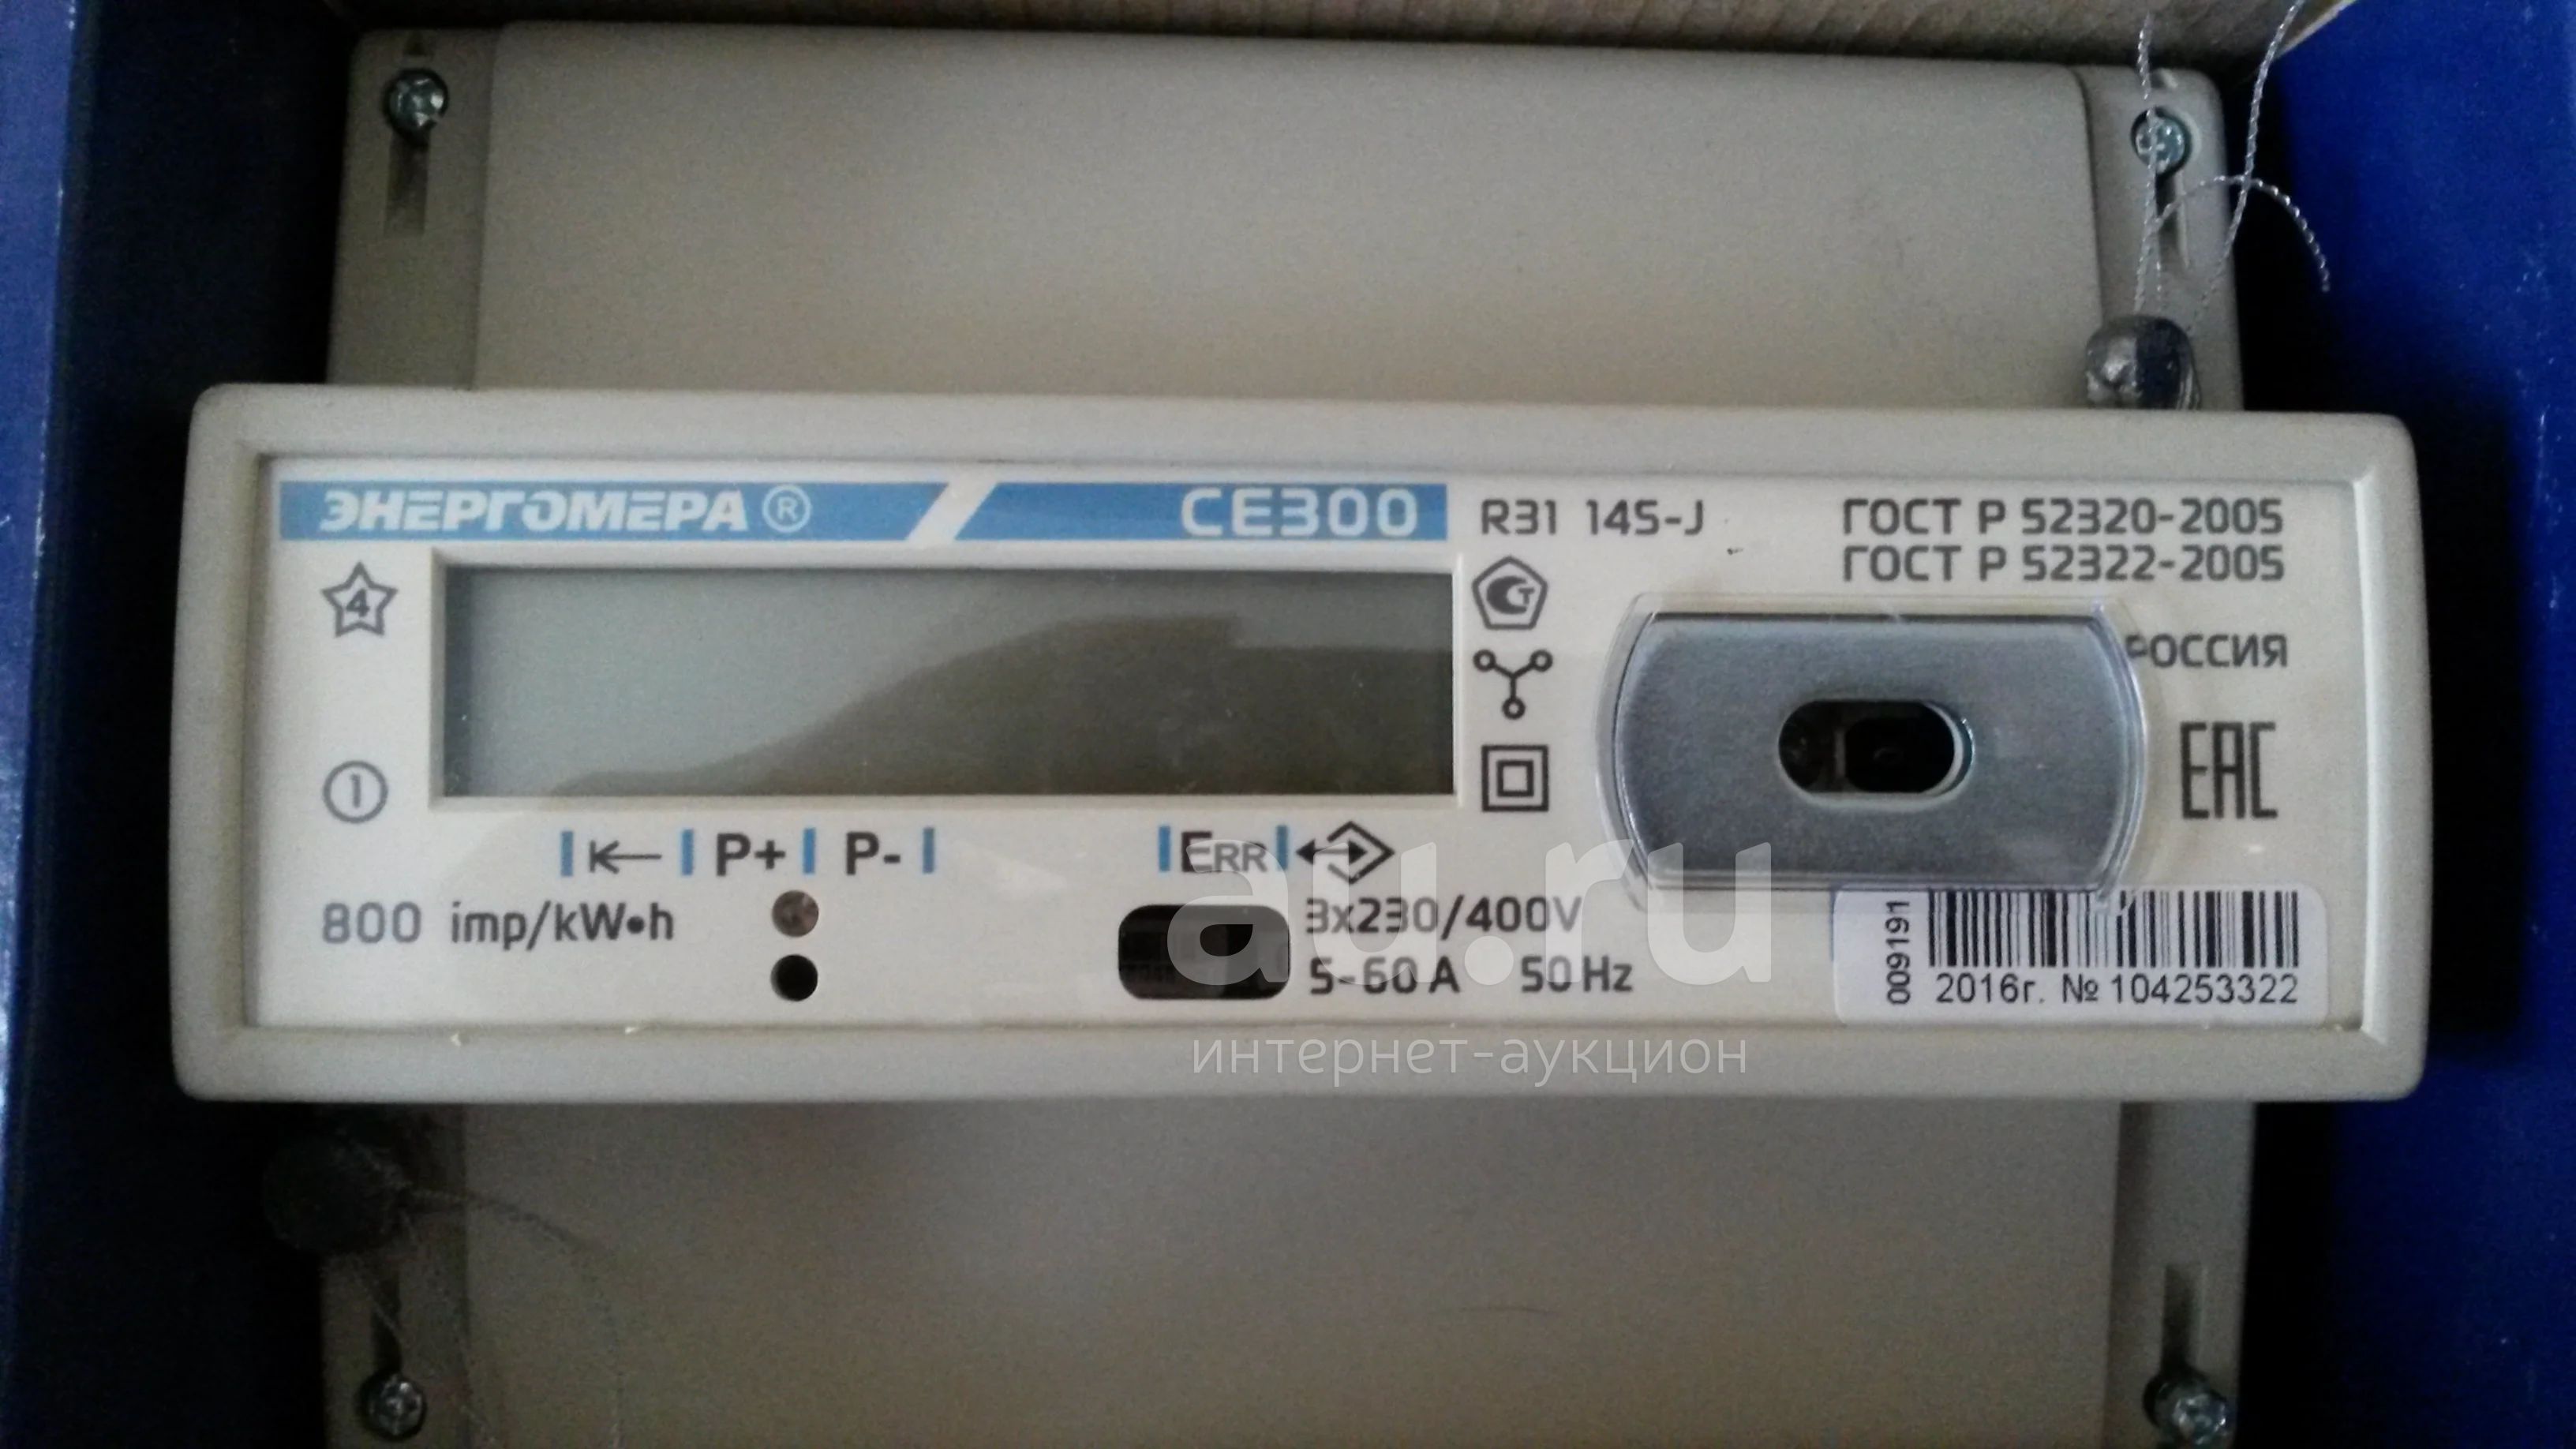 ЭНЕРГОМЕРА ® CE300 R31 145-J
ГОСТ Р 52320-2005
ГОСТ Р 52322-2005
4
РОССИЯ
1
EAC
K P+ P- ERR
800 imp/kW•h
3x230/400V
5-60 A 50 Hz
009191
2016г. № 104253322
au.ru
интернет-аукцион